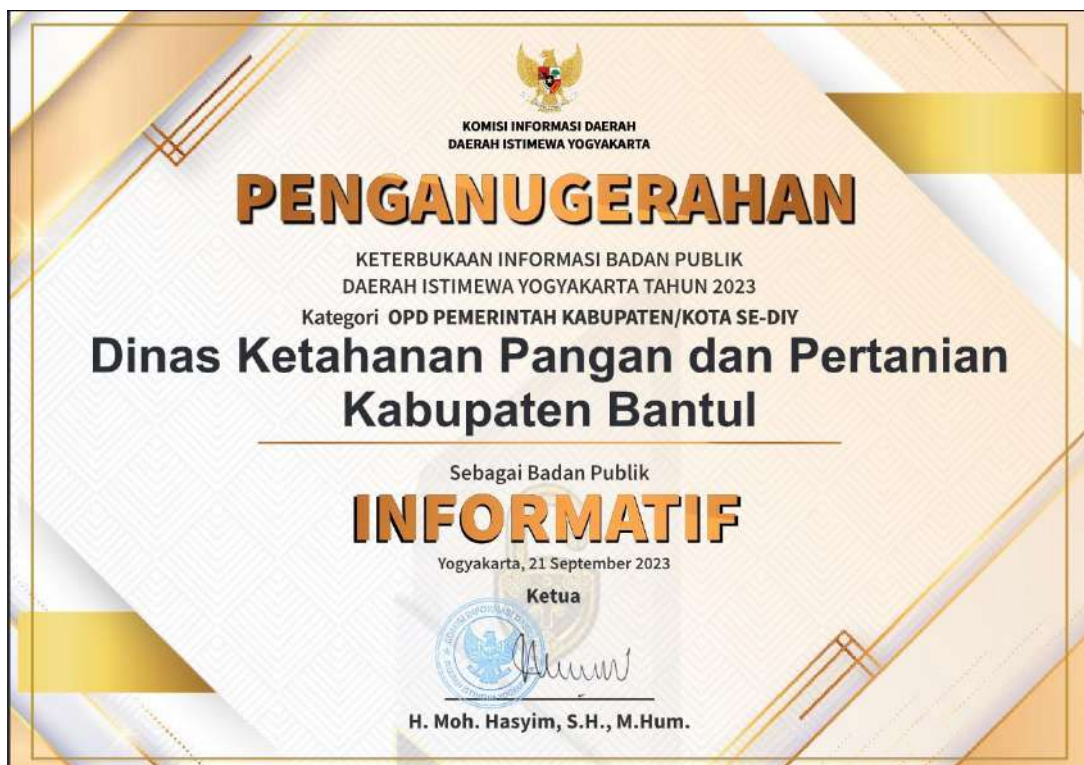 KOMISI INFORMASI DAERAH
DAERAH ISTIMEWA YOGYAKARTA
PENGANUGERAHAN
KETERBUKAAN INFORMASI BADAN PUBLIK
DAERAH ISTIMEWA YOGYAKARTA TAHUN 2023
Kategori OPD PEMERINTAH KABUPATEN/KOTA SE-DIY
Dinas Ketahanan Pangan dan Pertanian
Kabupaten Bantul
Sebagai Badan Publik
INFORMATIF
Yogyakarta, 21 September 2023
Ketua
H. Moh. Hasyim, S.H., M.Hum.